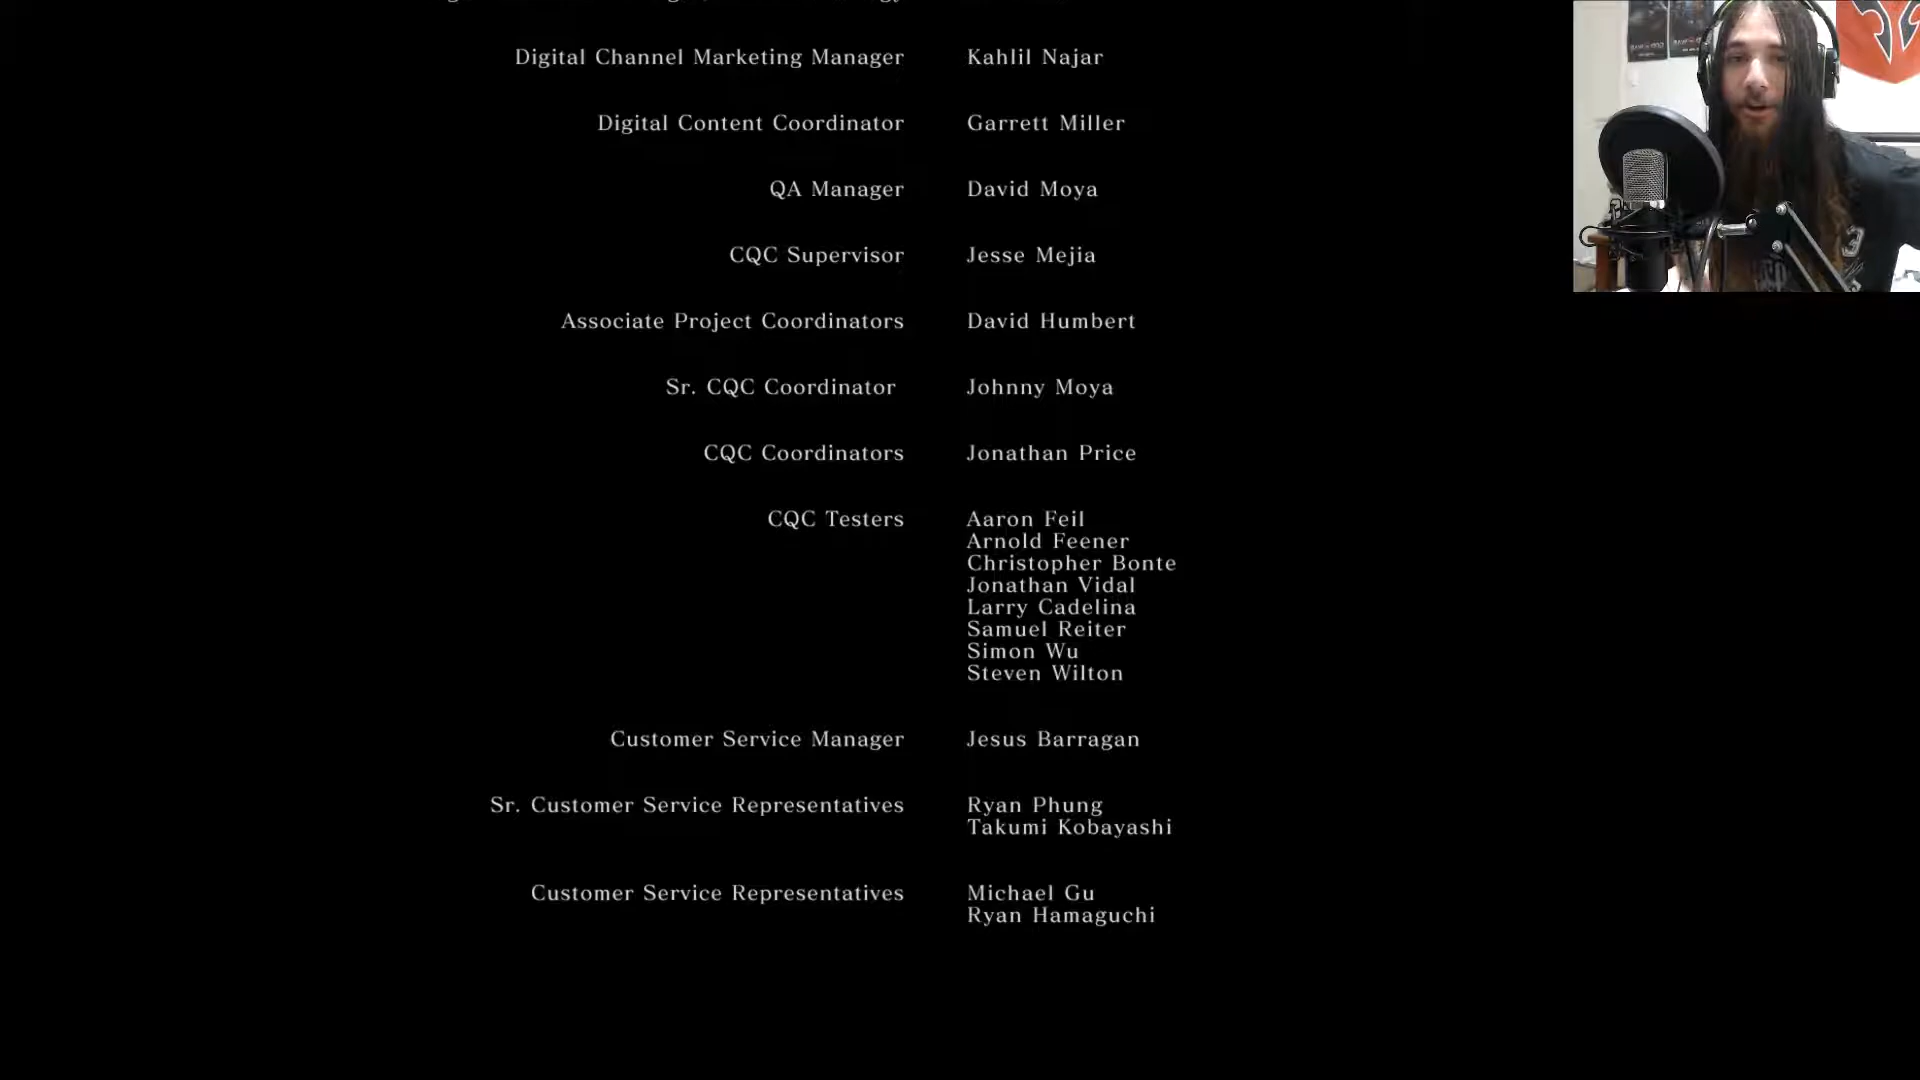 Digital Channel Marketing Manager Kahlil Najar
Digital Content Coordinator Garrett Miller
QA Manager David Moya
CQC Supervisor Jesse Mejia
Associate Project Coordinators David Humbert
Sr. CQC Coordinator Johnny Moya
CQC Coordinators Jonathan Price
CQC Testers Aaron Feil
Arnold Feener
Christopher Bonte
Jonathan Vidal
Larry Cadelina
Samuel Reiter
Simon Wu
Steven Wilton
Customer Service Manager Jesus Barragan
Sr. Customer Service Representatives Ryan Phung
Takumi Kobayashi
Customer Service Representatives Michael Gu
Ryan Hamaguchi